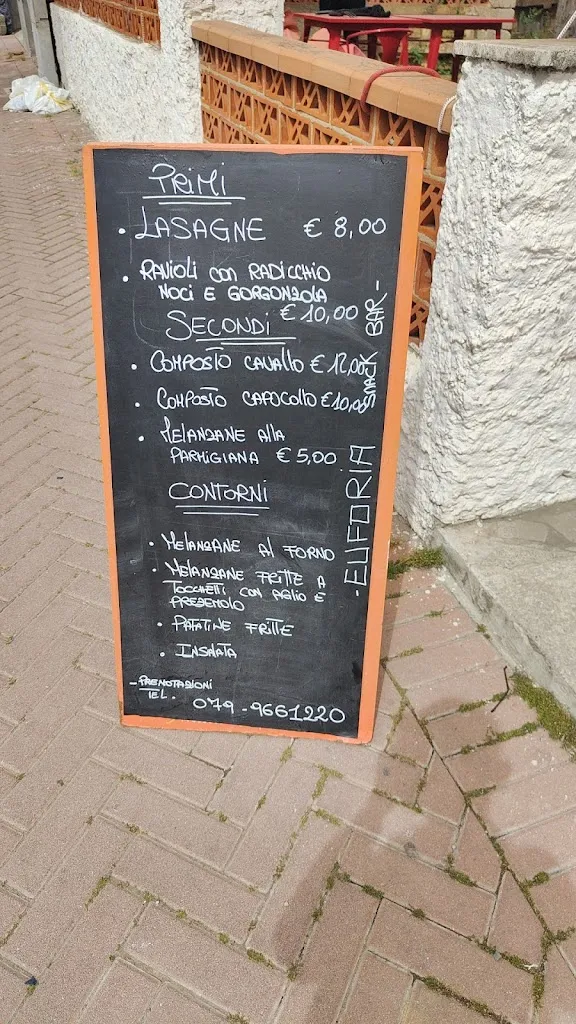 PRIMI
• LASAGNE € 8,00
• RAVIOLI con RADICCHIO
NOCI E GORGONZOLA
€ 10,00
SECONDI
• COMPOSTO CAVALLO € 12,00
• COMPOSTO CAPOCOLLO € 10,00
• MELANZANE ALLA
PARMIGIANA € 5,00
CONTORNI
• MELANZANE AL FORNO
• MELANZANE FRITTE A
TOCCHETTI CON AGLIO E
PREZEMOLO
• PATATINE FRITTE
• INSALATA
- PRENOTAZIONI
TEL. 079-9661220
- EUFORIA SNACK BAR -